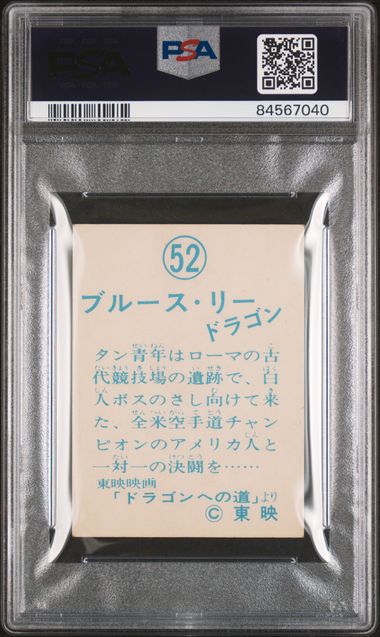 PSA
PSA
84567040
52
ブルース・リー
ドラゴン
タン青年はローマの古
代競技場の遺跡で、白
人ボスのさし向けて来
た、全米空手道チャン
ピオンのアメリカ人と
一対一の決闘を……
東映映画
「ドラゴンへの道」より
© 東映